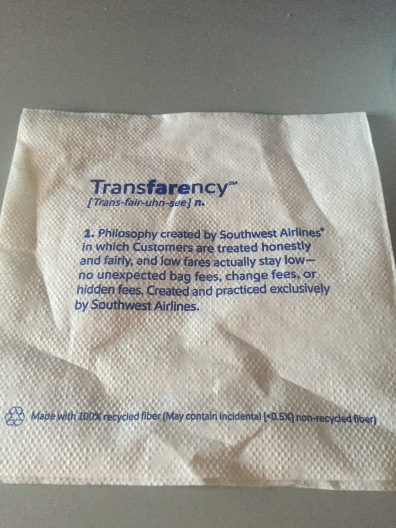 Transfarency℠
[Trans-fair-uhn-see] n.
1. Philosophy created by Southwest Airlines®
in which Customers are treated honestly
and fairly, and low fares actually stay low—
no unexpected bag fees, change fees, or
hidden fees. Created and practiced exclusively
by Southwest Airlines.
Made with 100% recycled fiber (May contain incidental [<0.5%] non-recycled fiber)